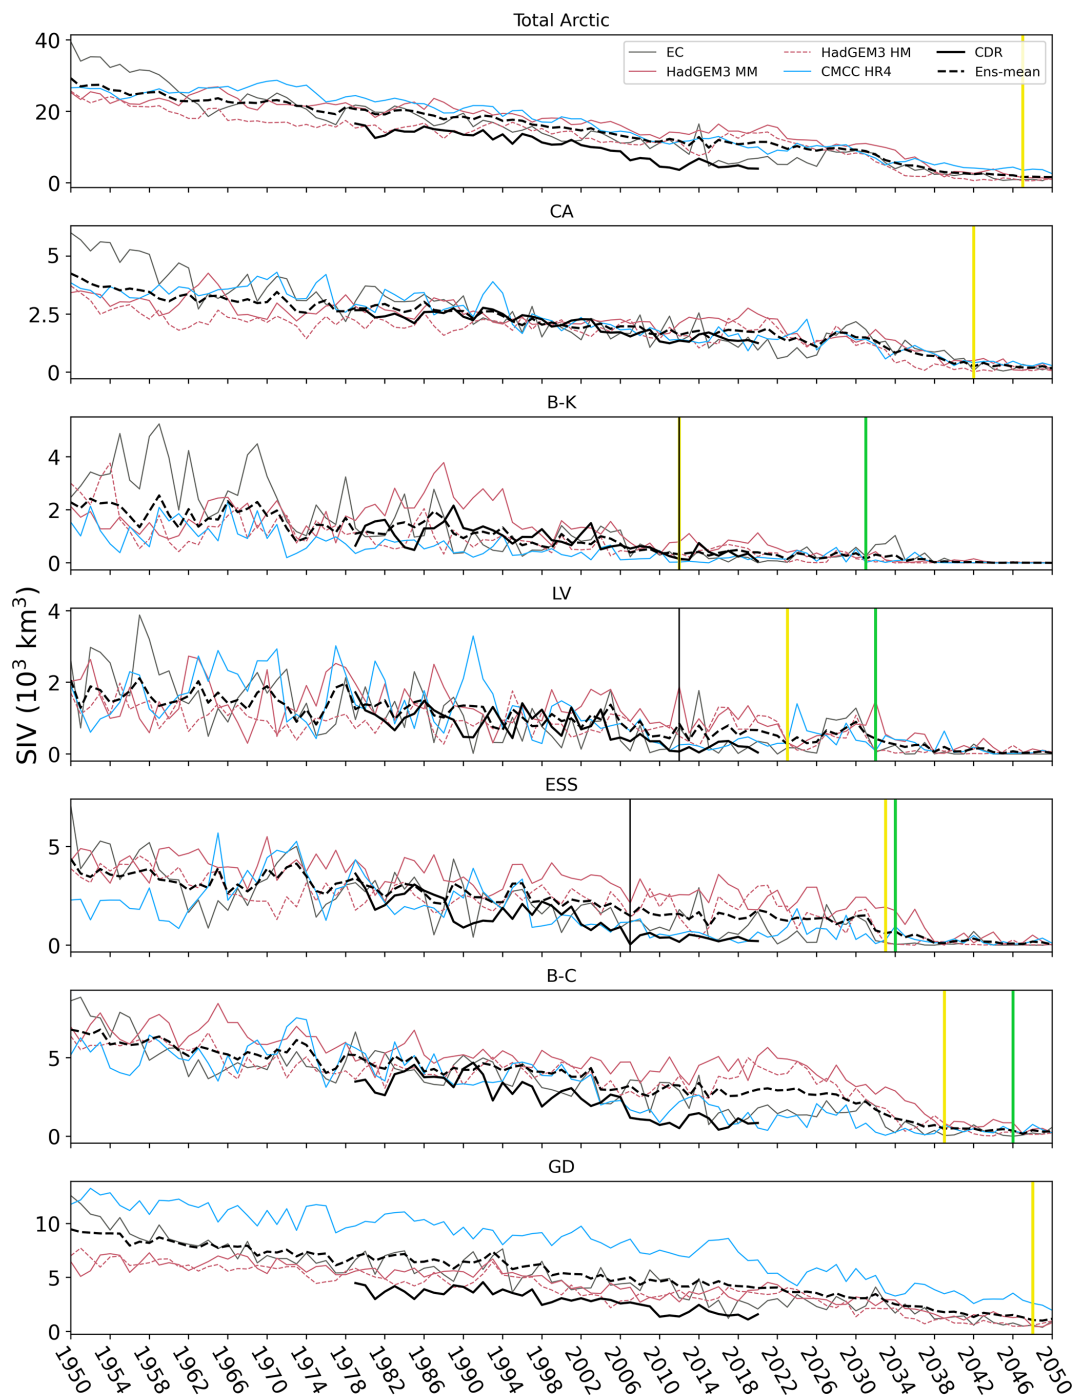 Total Arctic
EC
HadGEM3 MM
HadGEM3 HM
CMCC HR4
CDR
Ens-mean
40
20
0
CA
5
2.5
0
B-K
4
2
0
LV
4
2
0
SIV (10³ km³)
ESS
5
0
B-C
5
0
GD
10
5
0
1950 1954 1958 1962 1966 1970 1974 1978 1982 1986 1990 1994 1998 2002 2006 2010 2014 2018 2022 2026 2030 2034 2038 2042 2046 2050